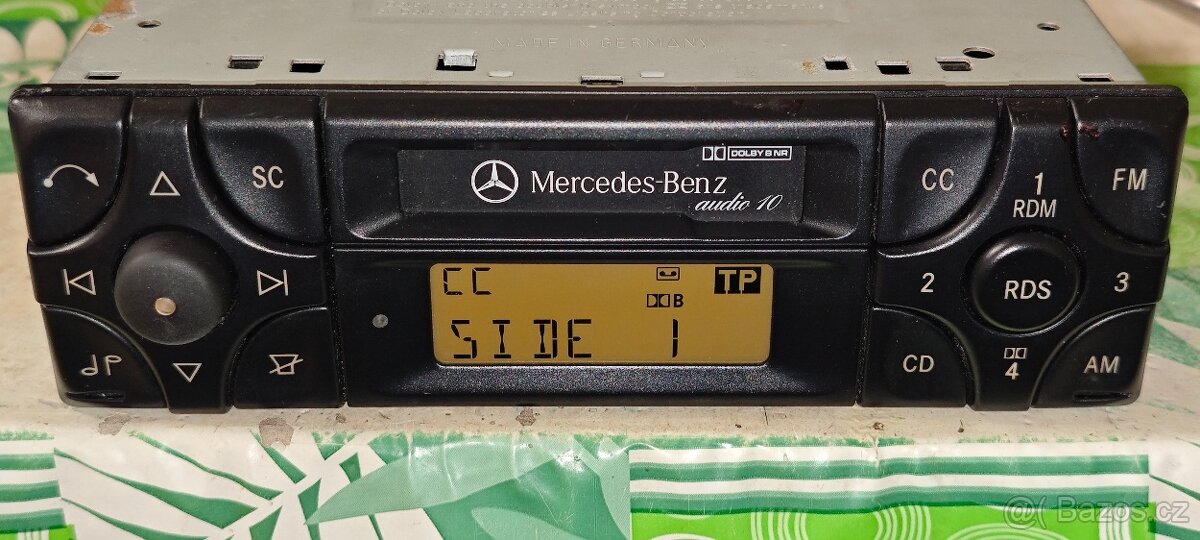 MADE IN GERMANY
DOLBY B NR
SC
Mercedes-Benz
audio 10
CC
1
RDM
FM
CC
TP
B
SIDE 1
2
RDS
3
CD
4
AM
@( Bazos.cz